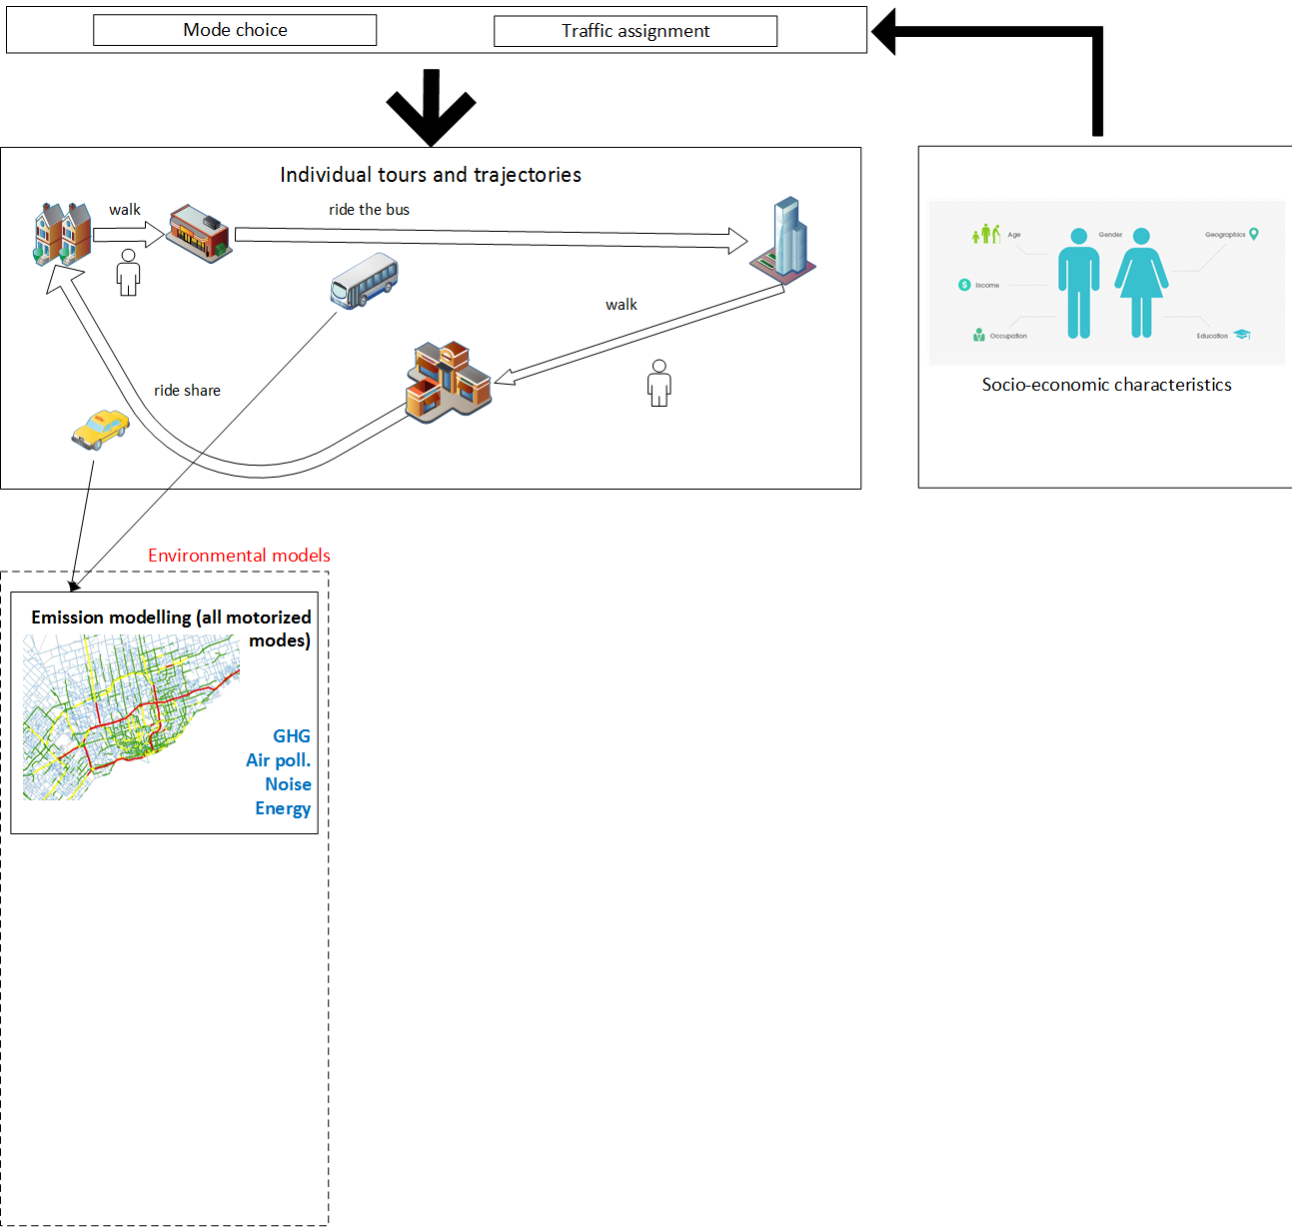 Mode choice
Traffic assignment
Individual tours and trajectories
walk
ride the bus
walk
ride share
Age
Gender
Geographics
$
Income
Occupation
Education
Socio-economic characteristics
Environmental models
Emission modelling (all motorized
modes)
GHG
Air poll.
Noise
Energy